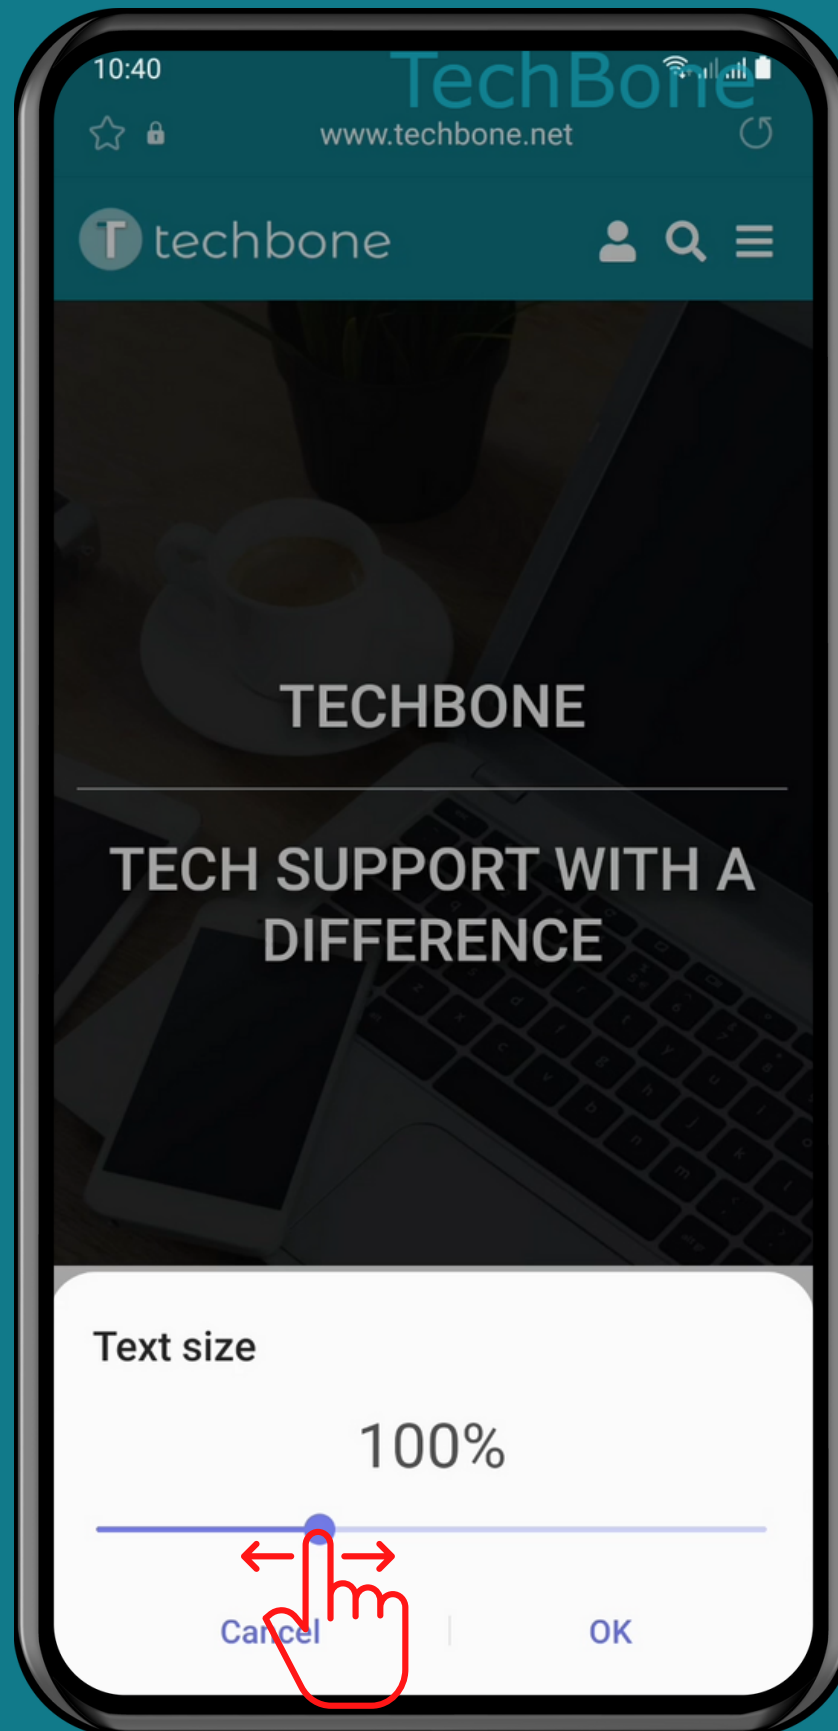 TechBone
10:40
www.techbone.net
T techbone
TECHBONE
TECH SUPPORT WITH A
DIFFERENCE
Text size
100%
Cancel
OK